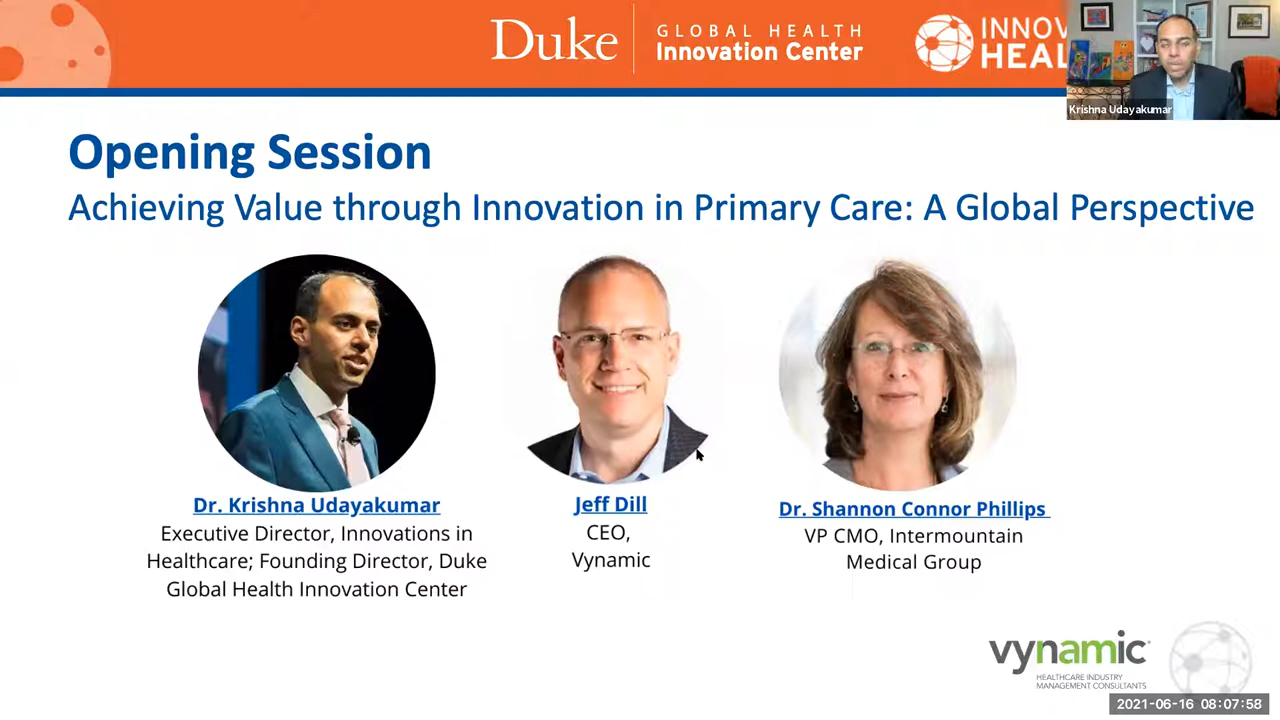 Duke
GLOBAL HEALTH
Innovation Center
INNOV
HEAL
Krishna Udayakumar
Opening Session
Achieving Value through Innovation in Primary Care: A Global Perspective
Dr. Krishna Udayakumar
Executive Director, Innovations in
Healthcare; Founding Director, Duke
Global Health Innovation Center
Jeff Dill
CEO,
Vynamic
Dr. Shannon Connor Phillips
VP CMO, Intermountain
Medical Group
vynamic
HEALTHCARE INDUSTRY
MANAGEMENT CONSULTANTS
2021-06-16 08:07:58